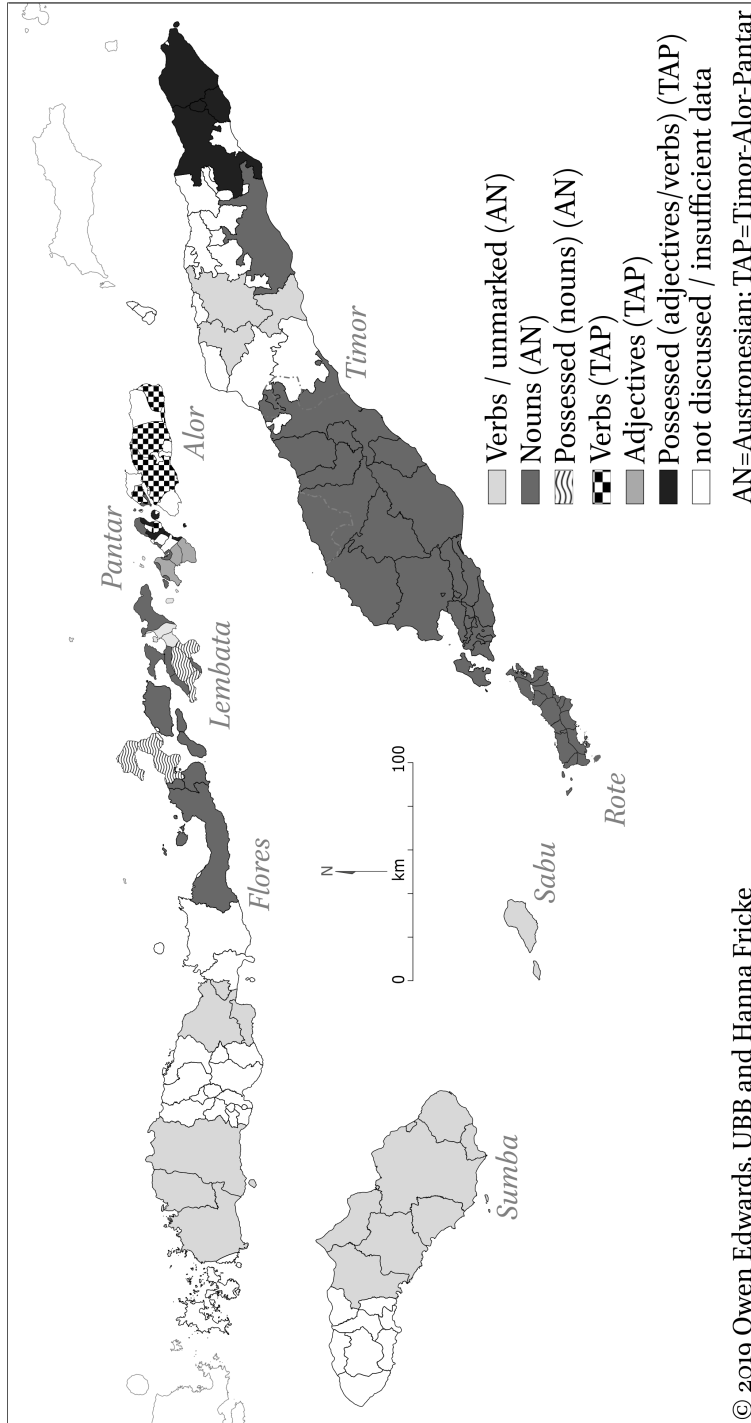 Pantar
Alor
Lembata
Timor
Flores
Rote
Sabu
Sumba
N
0
km
100
Verbs / unmarked (AN)
Nouns (AN)
Possessed (nouns) (AN)
Verbs (TAP)
Adjectives (TAP)
Possessed (adjectives/verbs) (TAP)
not discussed / insufficient data
© 2019 Owen Edwards, UBB and Hanna Fricke
AN=Austronesian; TAP=Timor-Alor-Pantar